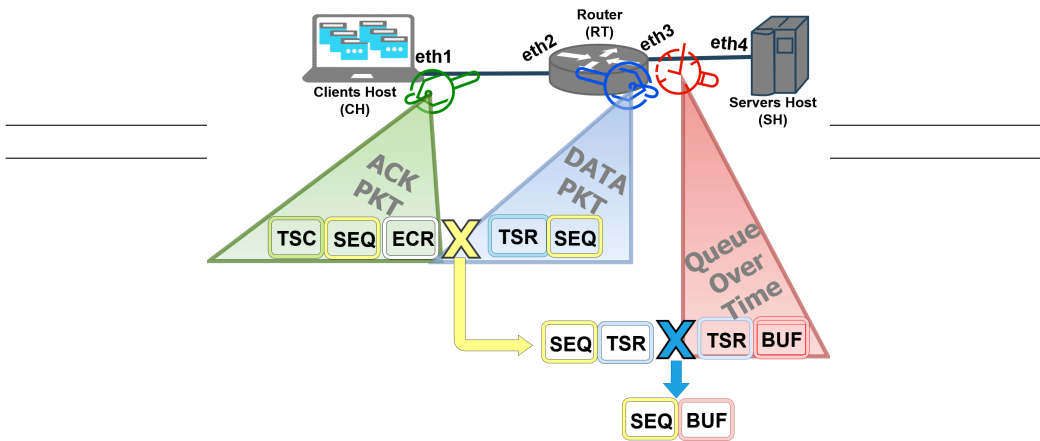 Router
(RT)
eth1
eth2
eth3
eth4
Clients Host
(CH)
Servers Host
(SH)
ACK
PKT
DATA
PKT
Queue
Over
Time
TSC SEQ ECR X TSR SEQ
SEQ TSR X TSR BUF
SEQ BUF